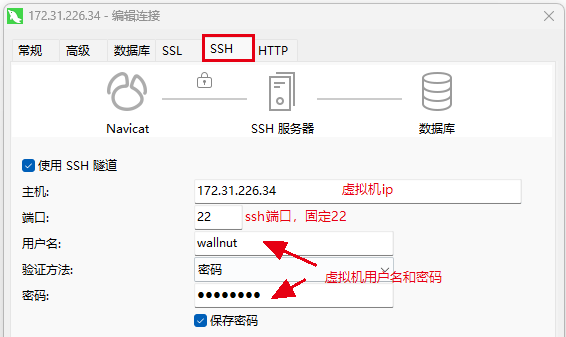 172.31.226.34 - 编辑连接
常规 高级 数据库 SSL SSH HTTP
Navicat SSH 服务器 数据库
使用 SSH 隧道
主机: 172.31.226.34 虚拟机ip
端口: 22 ssh端口，固定22
用户名: wallnut
验证方法: 密码
虚拟机用户名和密码
密码: ●●●●●●●●
保存密码